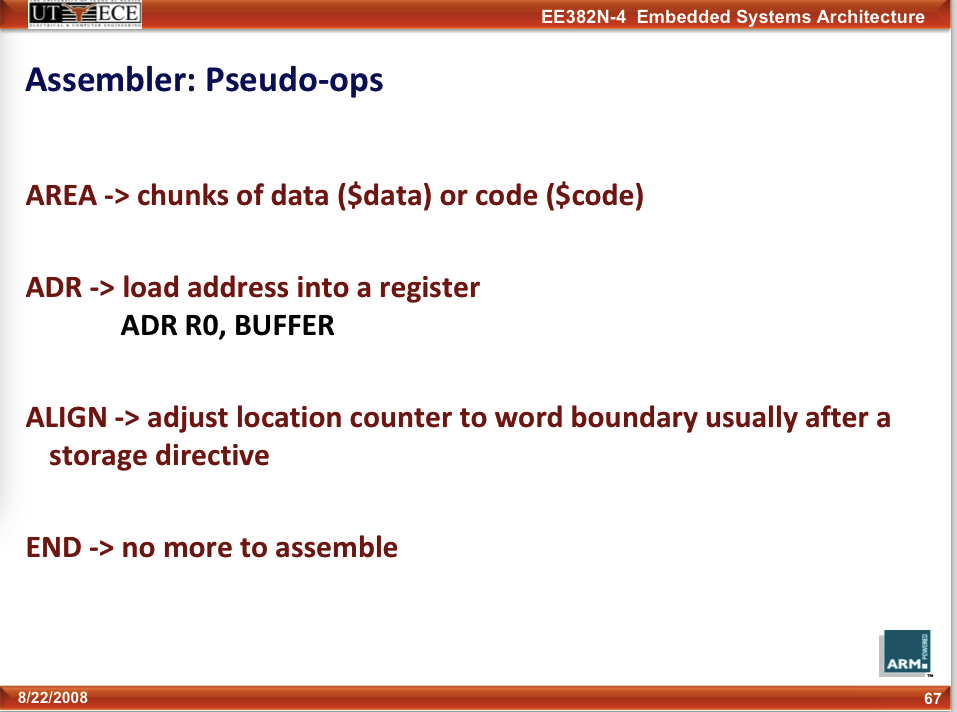 UT ECE
EE382N-4 Embedded Systems Architecture
Assembler: Pseudo-ops
AREA -> chunks of data ($data) or code ($code)
ADR -> load address into a register
ADR R0, BUFFER
ALIGN -> adjust location counter to word boundary usually after a
storage directive
END -> no more to assemble
ARM POWERED ™
8/22/2008
67